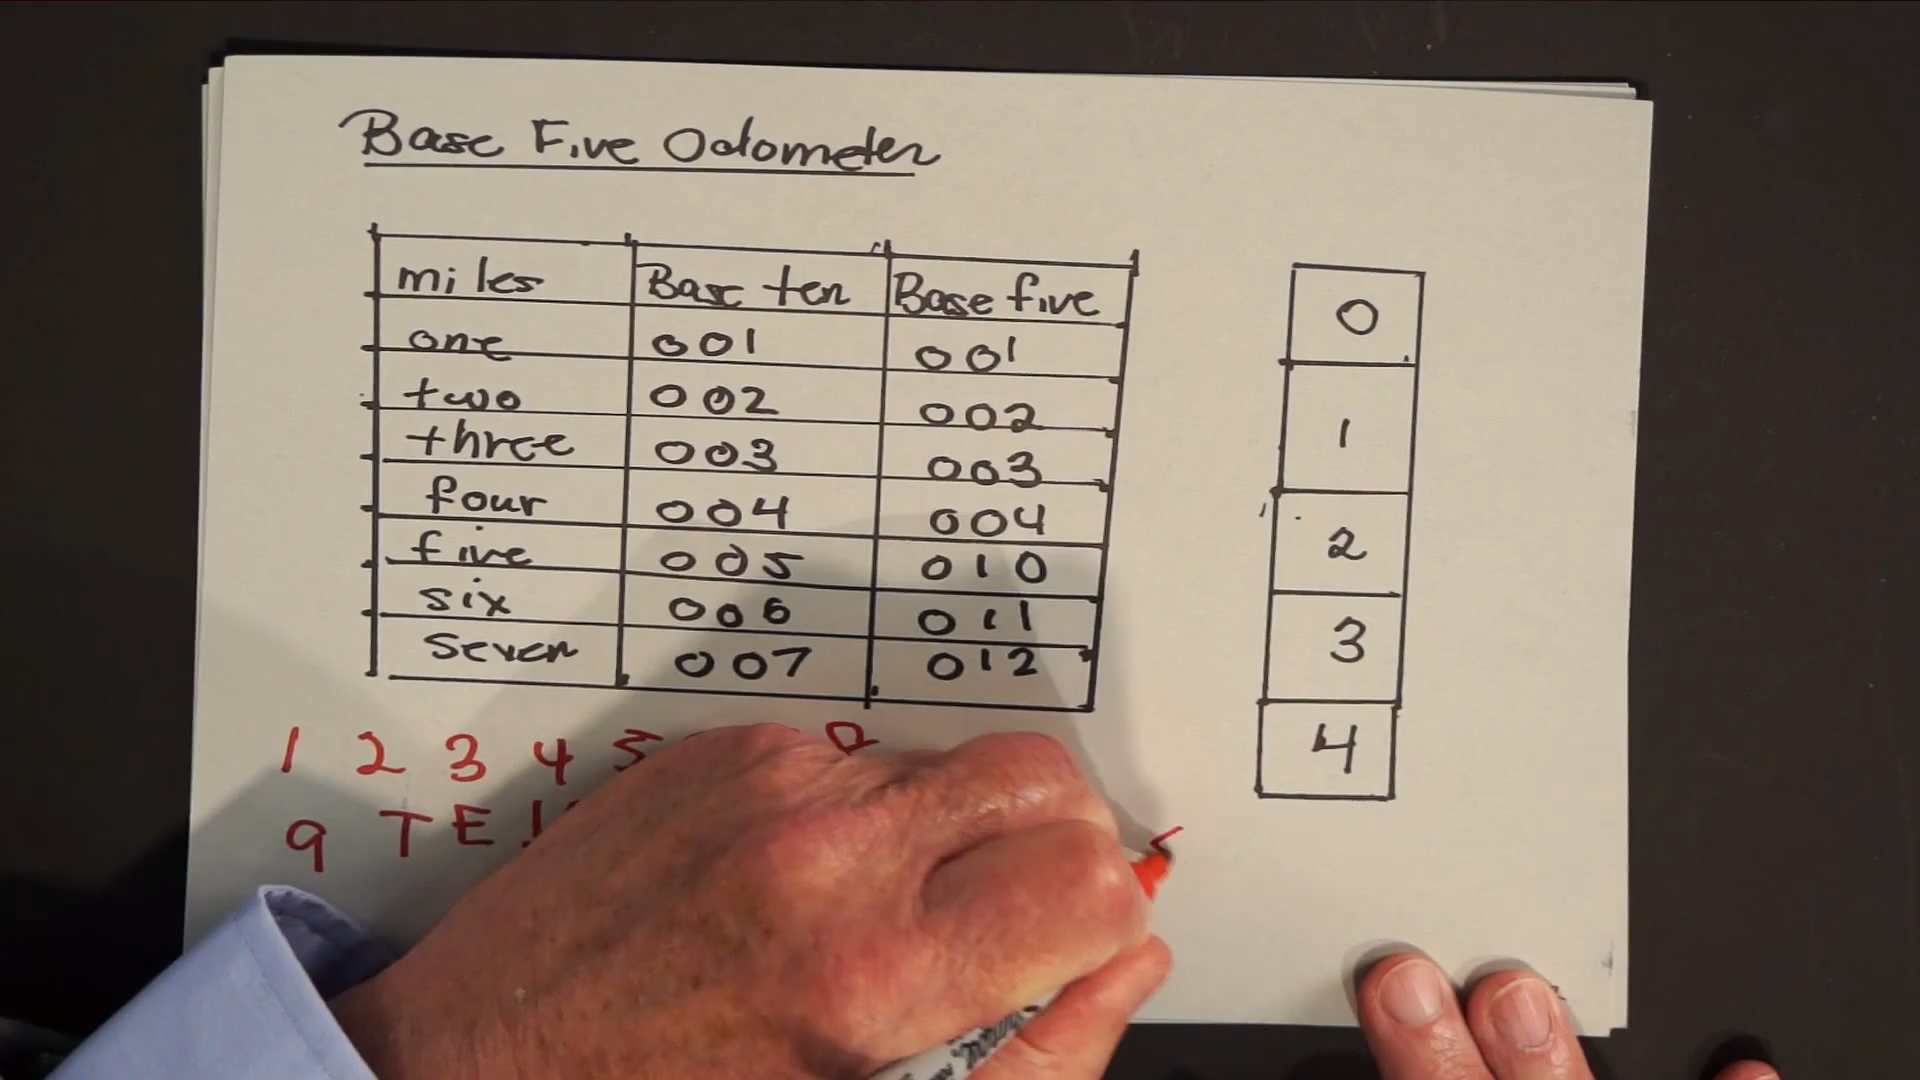 Base Five Odometer
miles Base ten Base five
one 001 001
two 002 002
three 003 003
four 004 004
five 005 010
six 006 011
seven 007 012
0
1
2
3
4
1 2 3 4 5 8
9 T E